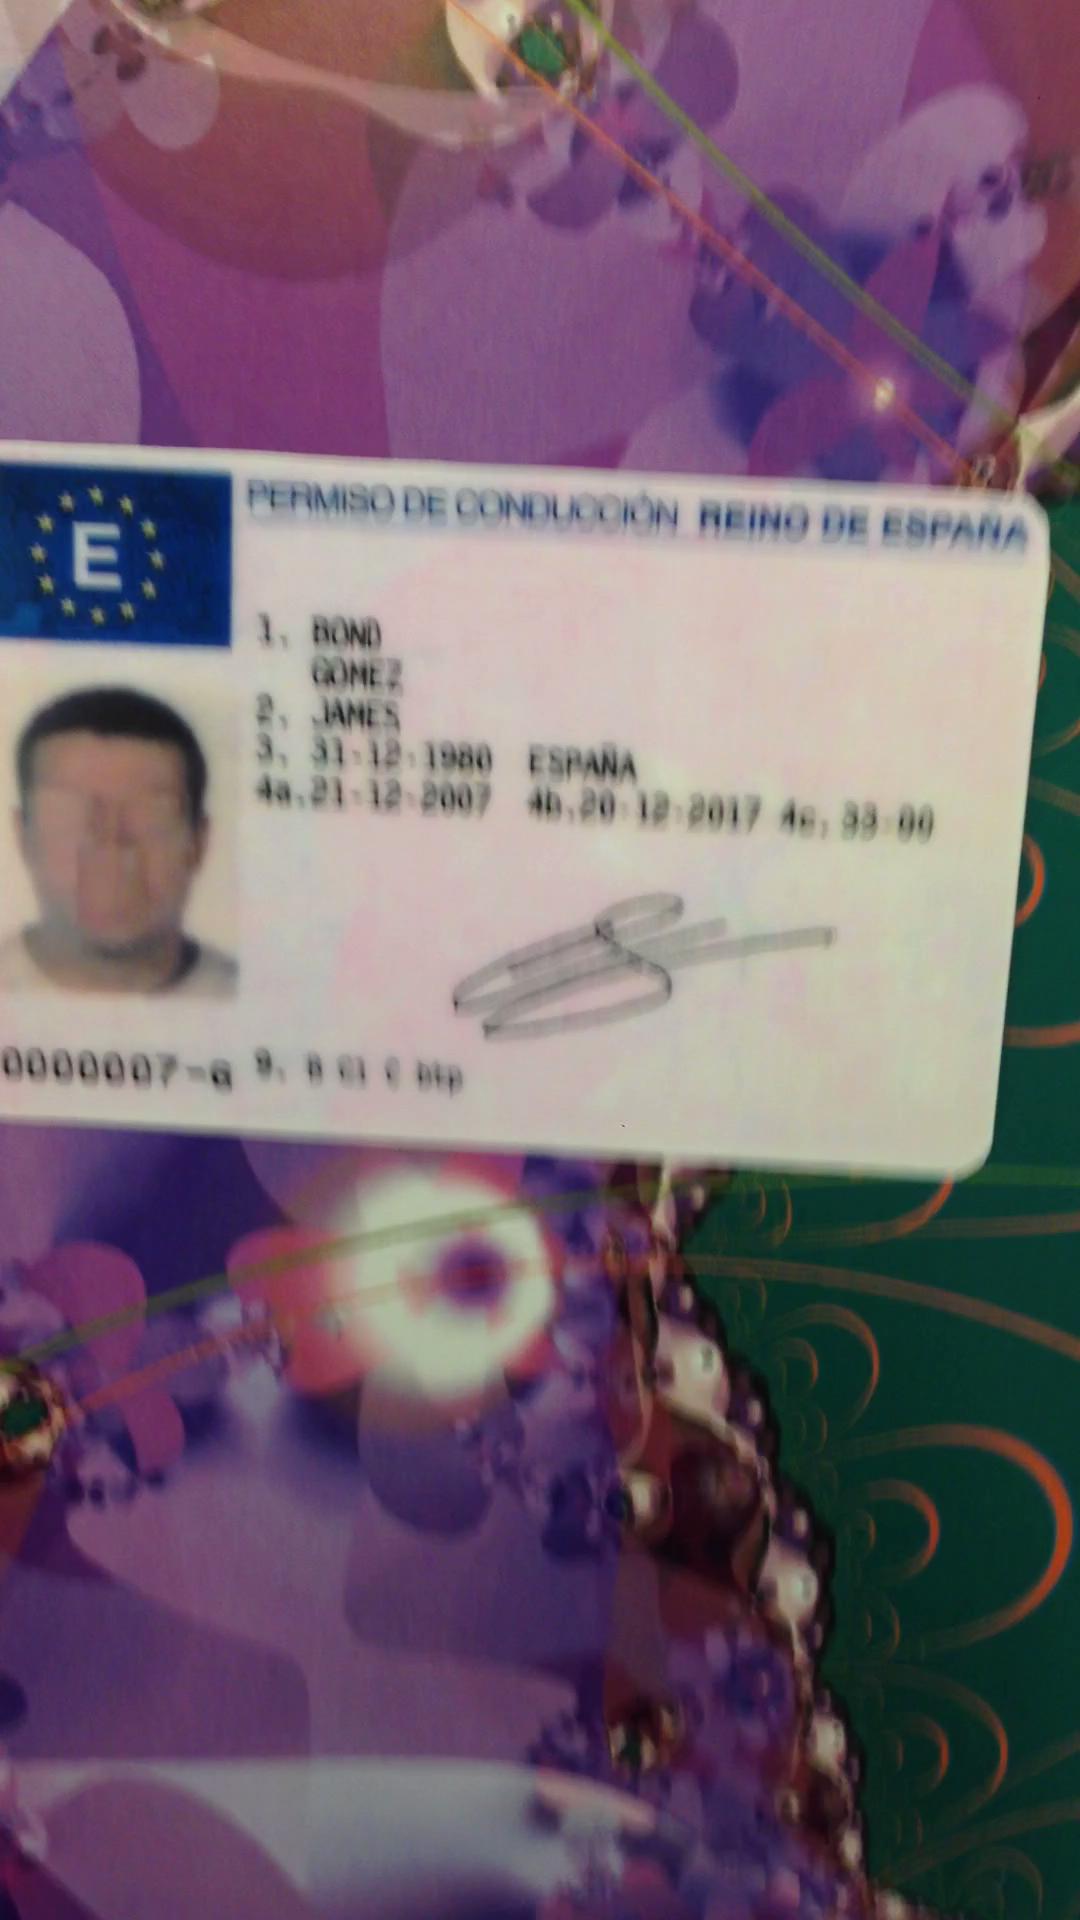 E
PERMISO DE CONDUCCIÓN REINO DE ESPAÑA
1. BOND
GOMEZ
2. JAMES
3. 31-12-1980 ESPAÑA
4a.21-12-2007 4b.20-12-2017 4c. 33-00
0000007-G 9. B C1 C btp